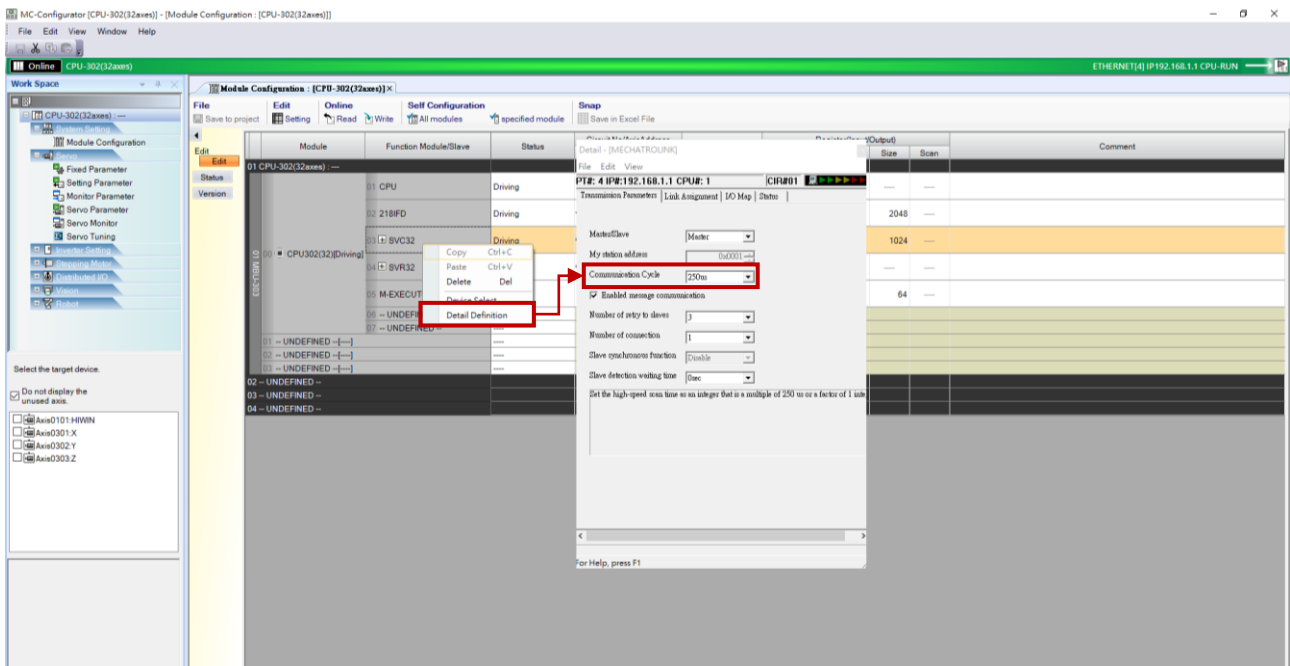 MC-Configurator [CPU-302(32axes)] - [Module Configuration : [CPU-302(32axes)]]
File Edit View Window Help
Online CPU-302(32axes)
ETHERNET[4] IP192.168.1.1 CPU-RUN
Work Space
CPU-302(32axes) : ---
System Setting
Module Configuration
Fixed Parameter
Setting Parameter
Monitor Parameter
Servo Parameter
Servo Monitor
Servo Tuning
Inverter Setting
Stepping Motor
Distributed I/O
Vision
Robot
Select the target device.
Do not display the
unused axis.
Axis0101:HIWIN
Axis0301:X
Axis0302:Y
Axis0303:Z
Module Configuration : [CPU-302(32axes)]
File Edit Online Self Configuration Snap
Save to project Setting Read Write All modules specified module Save in Excel File
Edit
Edit
Status
Version
Module Function Module/Slave Status Size Scan Comment
01 CPU-302(32axes) : ---
01 MBU-303
00 CPU302(32)[Driving]
01 CPU Driving --- ---
02 218IFD Driving 2048 ---
03 SVC32 Driving 1024 ---
04 SVR32 --- ---
05 M-EXECUT 64 ---
06 -- UNDEFIN
07 -- UNDEFINED --
01 -- UNDEFINED --[----] ----
02 -- UNDEFINED --[----] ----
03 -- UNDEFINED --[----] ----
02 -- UNDEFINED --
03 -- UNDEFINED --
04 -- UNDEFINED --
Copy Ctrl+C
Paste Ctrl+V
Delete Del
Device Select
Detail Definition
Detail - [MECHATROLINK]
File Edit View
PT#: 4 IP#:192.168.1.1 CPU#: 1 CIR#01
Transmission Parameters Link Assignment I/O Map Status
Master/Slave Master
My station address 0x0001
Communication Cycle 250us
Enabled message communication
Number of retry to slaves 3
Number of connection 1
Slave synchronous function Disable
Slave detection waiting time 0sec
Set the high-speed scan time as an integer that is a multiple of 250 us or a factor of 1 inte
For Help, press F1